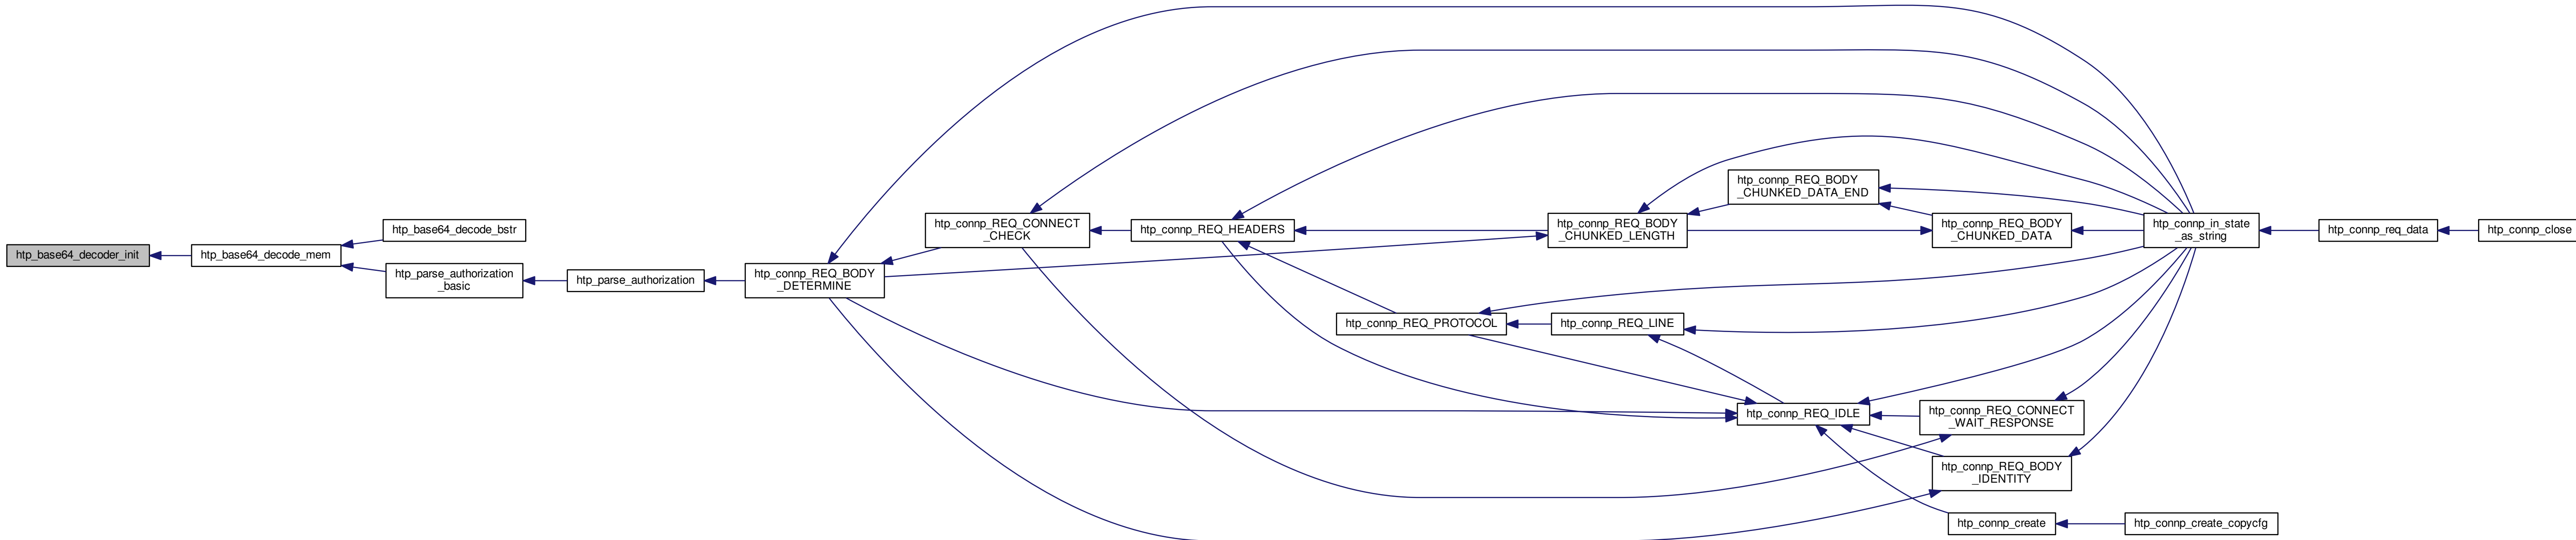 htp_base64_decoder_init
htp_base64_decode_mem
htp_base64_decode_bstr
htp_parse_authorization
_basic
htp_parse_authorization
htp_connp_REQ_BODY
_DETERMINE
htp_connp_REQ_CONNECT
_CHECK
htp_connp_REQ_HEADERS
htp_connp_REQ_PROTOCOL
htp_connp_REQ_BODY
_CHUNKED_LENGTH
htp_connp_REQ_LINE
htp_connp_REQ_BODY
_CHUNKED_DATA_END
htp_connp_REQ_IDLE
htp_connp_REQ_BODY
_CHUNKED_DATA
htp_connp_REQ_CONNECT
_WAIT_RESPONSE
htp_connp_REQ_BODY
_IDENTITY
htp_connp_create
htp_connp_in_state
_as_string
htp_connp_create_copycfg
htp_connp_req_data
htp_connp_close